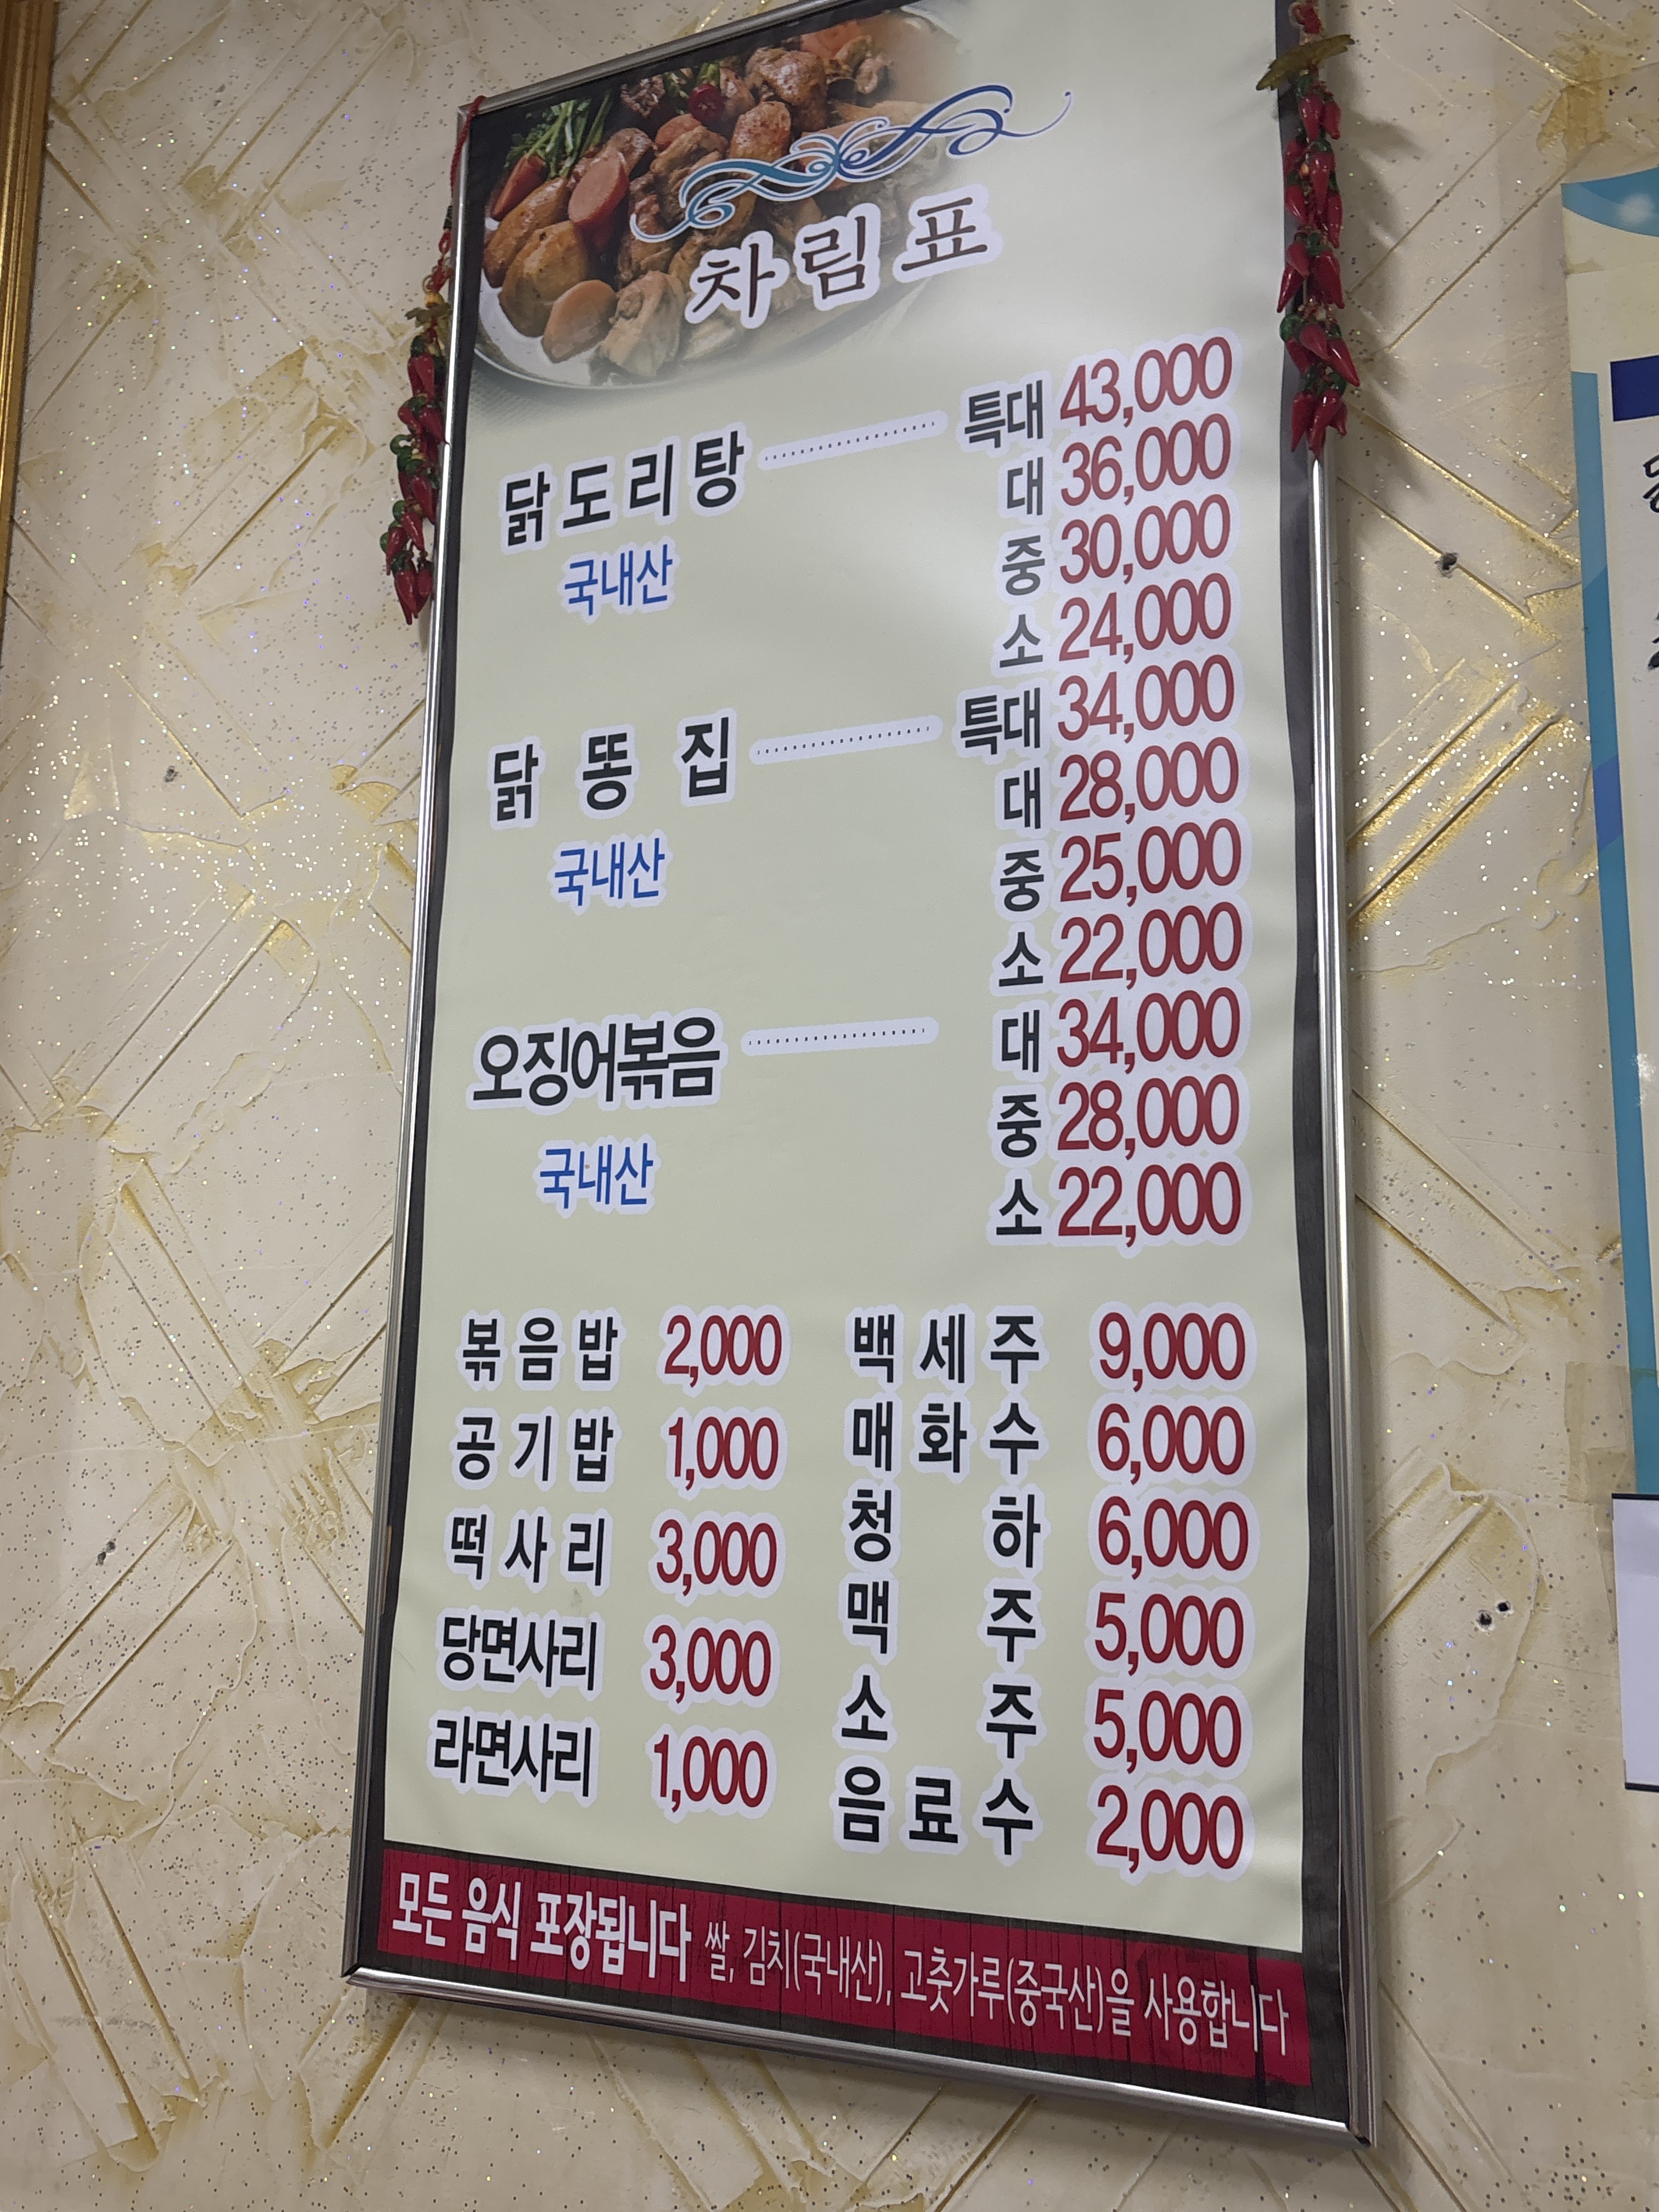 차림표
닭도리탕 특대 43,000
대 36,000
국내산 중 30,000
소 24,000
닭똥집 특대 34,000
대 28,000
국내산 중 25,000
소 22,000
오징어볶음 대 34,000
중 28,000
국내산 소 22,000
볶음밥 2,000 백세주 9,000
공기밥 1,000 매화수 6,000
떡사리 3,000 청하 6,000
당면사리 3,000 맥주 5,000
라면사리 1,000 소주 5,000
음료수 2,000
모든 음식 포장됩니다 쌀, 김치(국내산), 고춧가루(중국산)을 사용합니다